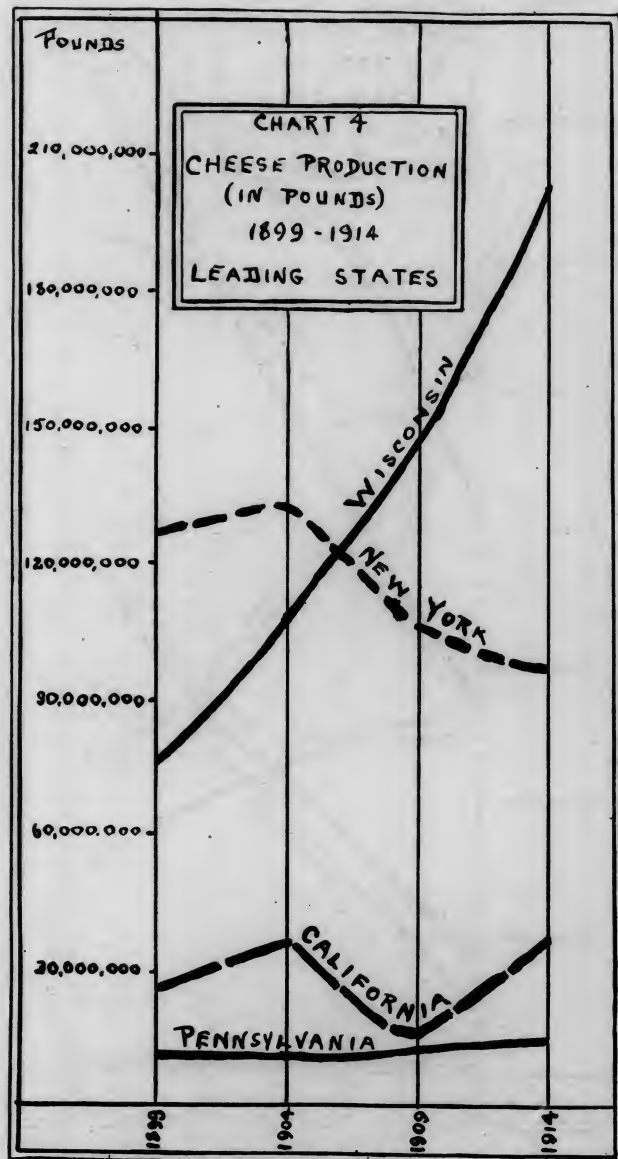 POUNDS
CHART 4
CHEESE PRODUCTION
(IN POUNDS)
1899 - 1914
LEADING STATES
210,000,000
180,000,000
150,000,000
120,000,000
90,000,000
60,000.000
30,000,000
WISCONSIN
NEW YORK
CALIFORNIA
PENNSYLVANIA
1899
1904
1909
1914